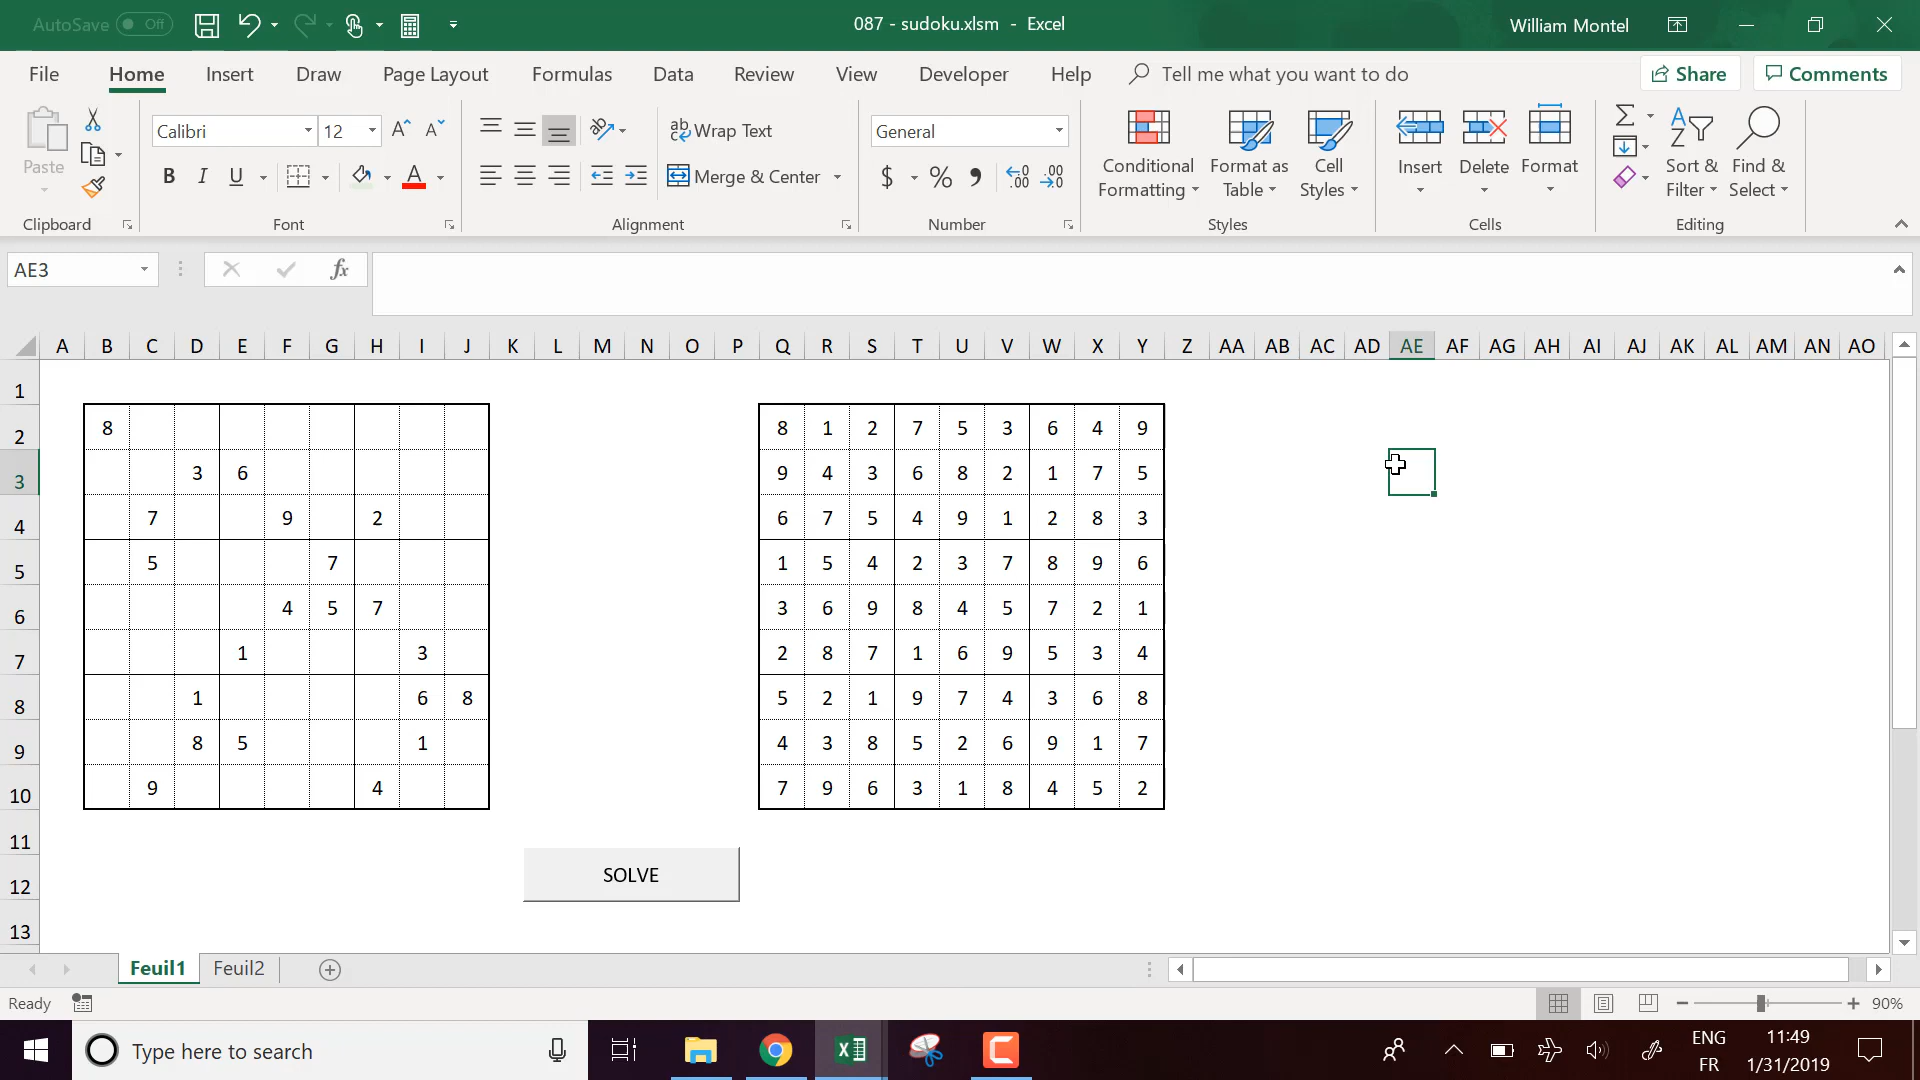 AutoSave Off
087 - sudoku.xlsm - Excel
William Montel
File Home Insert Draw Page Layout Formulas Data Review View Developer Help Tell me what you want to do Share Comments
Paste
Calibri 12
B I U A
ab Wrap Text
Merge & Center
General
$ % , .00 .00
Conditional Formatting
Format as Table
Cell Styles
Insert Delete Format
Sort & Filter
Find & Select
Clipboard Font Alignment Number Styles Cells Editing
AE3 fx
A B C D E F G H I J K L M N O P Q R S T U V W X Y Z AA AB AC AD AE AF AG AH AI AJ AK AL AM AN AO
1
2 8 8 1 2 7 5 3 6 4 9
3 3 6 9 4 3 6 8 2 1 7 5
4 7 9 2 6 7 5 4 9 1 2 8 3
5 5 7 1 5 4 2 3 7 8 9 6
6 4 5 7 3 6 9 8 4 5 7 2 1
7 1 3 2 8 7 1 6 9 5 3 4
8 1 6 8 5 2 1 9 7 4 3 6 8
9 8 5 1 4 3 8 5 2 6 9 1 7
10 9 4 7 9 6 3 1 8 4 5 2
11
12 SOLVE
13
Feuil1 Feuil2
Ready 90%
Type here to search
ENG
FR
11:49
1/31/2019